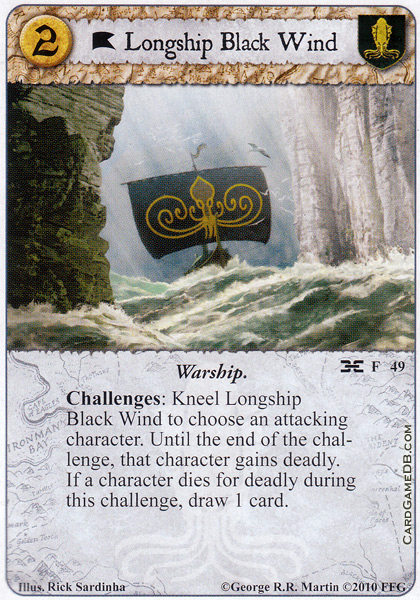 2
Longship Black Wind
Warship.
F 49
Challenges: Kneel Longship
Black Wind to choose an attacking
character. Until the end of the chal-
lenge, that character gains deadly.
If a character dies for deadly during
this challenge, draw 1 card.
CARDGAMEDB.COM
IRONMAN'S
BAY
Illus. Rick Sardinha
©George R.R. Martin ©2010 FFG